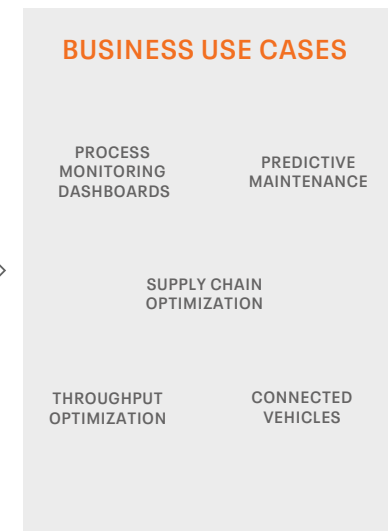 BUSINESS USE CASES
PROCESS
MONITORING
DASHBOARDS
PREDICTIVE
MAINTENANCE
SUPPLY CHAIN
OPTIMIZATION
THROUGHPUT
OPTIMIZATION
CONNECTED
VEHICLES